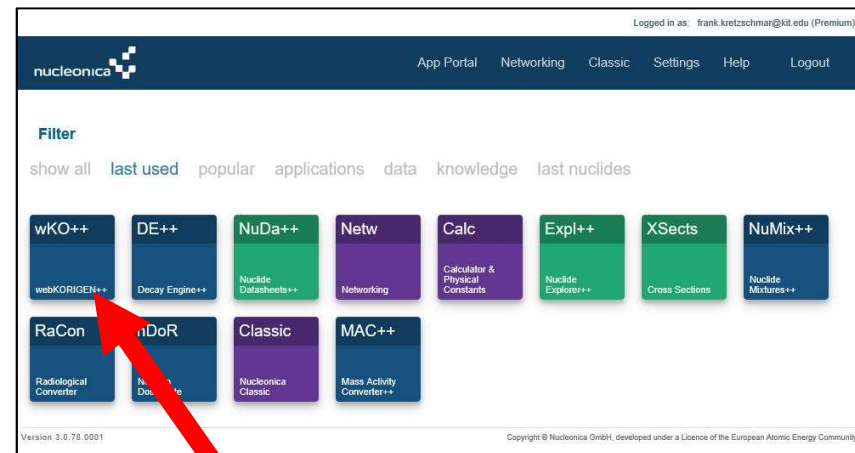 Logged in as: frank.kretzschmar@kit.edu (Premium)
nucleonica
App Portal Networking Classic Settings Help Logout
Filter
show all last used popular applications data knowledge last nuclides
wKO++ DE++ NuDa++ Netw Calc Expl++ XSects NuMix++
webKORIGEN++ Decay Engine++ Nuclide Datasheets++ Networking Calculator & Physical Constants Nuclide Explorer++ Cross Sections Nuclide Mixtures++
RaCon Classic MAC++
Radiological Converter Nucleonica Classic Mass Activity Converter++
Version 3.0.78.0001
Copyright © Nucleonica GmbH, developed under a Licence of the European Atomic Energy Community